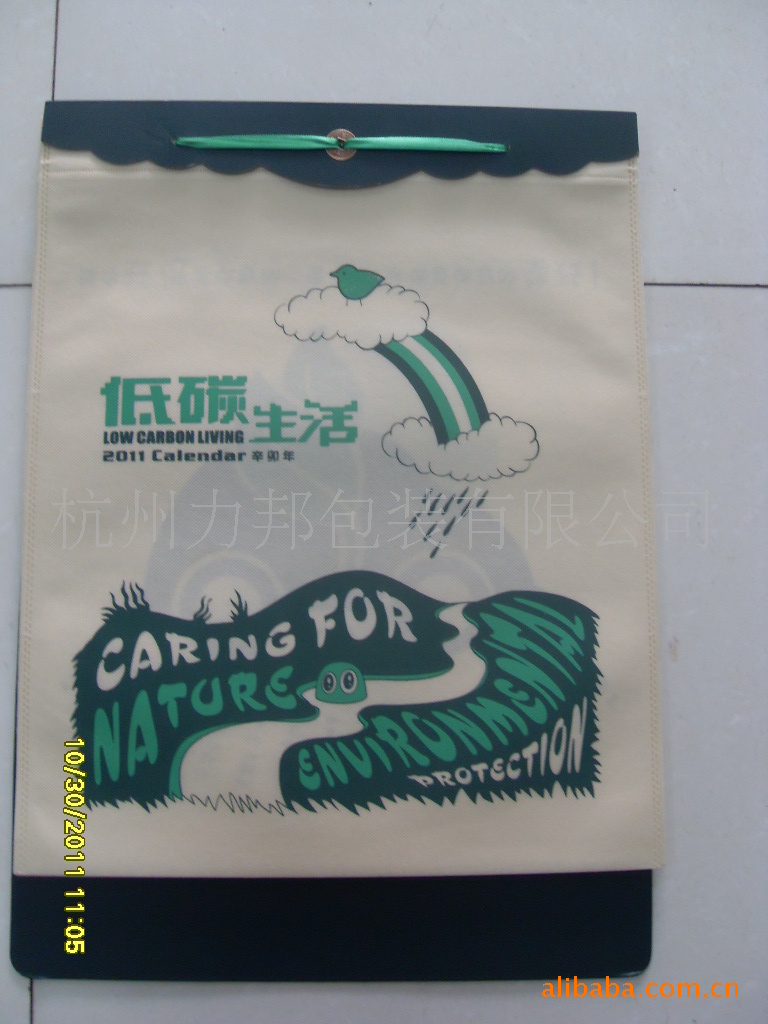 低碳生活
LOW CARBON LIVING
2011 Calendar 辛卯年
杭州力邦包装有限公司
CARING FOR
NATURE
ENVIRONMENTAL
PROTECTION
10/30/2011 11:05
alibaba.com.cn